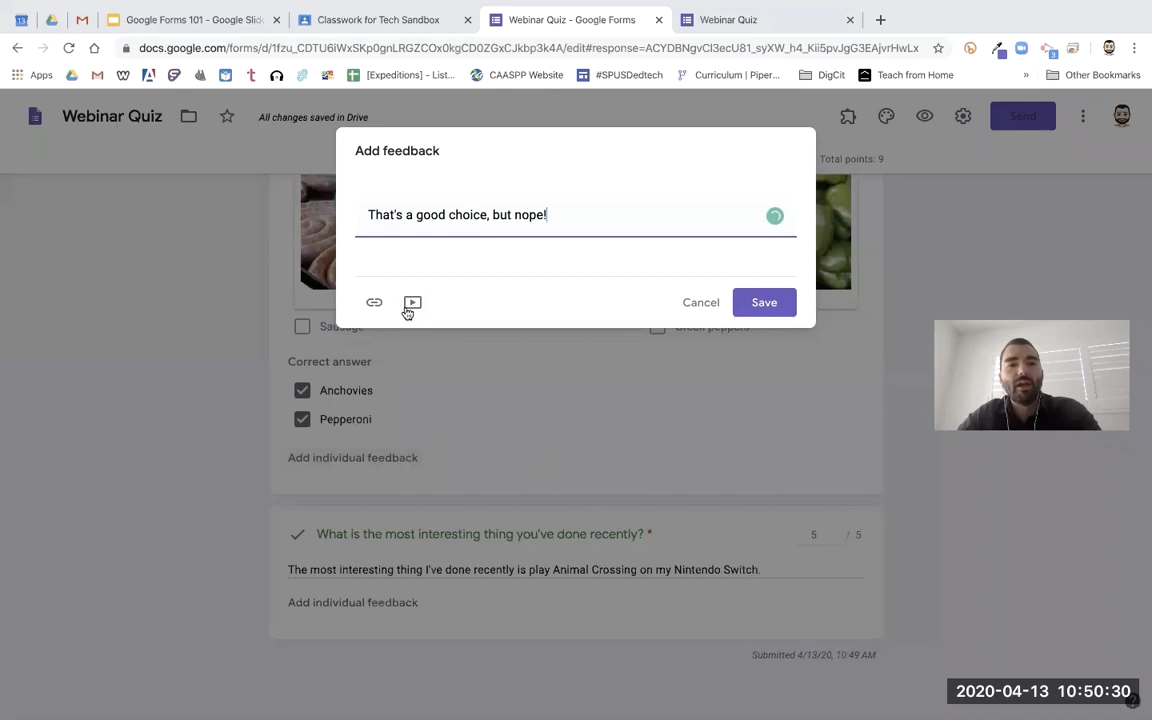 Google Forms 101 - Google Slid
Classwork for Tech Sandbox
Webinar Quiz - Google Forms
Webinar Quiz
docs.google.com/forms/d/1fzu_CDTU6iWxSKp0gnLRGZCOx0kgCD0ZGxCJkbp3k4A/edit#response=ACYDBNgvCl3ecU81_syXW_h4_Kii5pvJgG3EAjvrHwLx
Apps
[Expeditions] - List...
CAASPP Website
#SPUSDedtech
Curriculum | Piper...
DigCit
Teach from Home
»
Other Bookmarks
Webinar Quiz
All changes saved in Drive
Send
Total points: 9
Add feedback
That's a good choice, but nope!
Cancel
Save
Sausage
Green peppers
Correct answer
Anchovies
Pepperoni
Add individual feedback
What is the most interesting thing you've done recently? *
5 / 5
The most interesting thing I've done recently is play Animal Crossing on my Nintendo Switch.
Add individual feedback
Submitted 4/13/20, 10:49 AM
2020-04-13 10:50:30